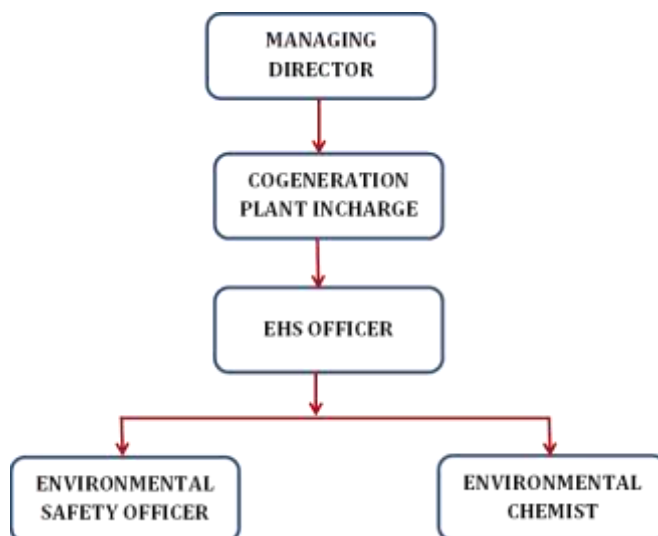 MANAGING
DIRECTOR
COGENERATION
PLANT INCHARGE
EHS OFFICER
ENVIRONMENTAL
SAFETY OFFICER
ENVIRONMENTAL
CHEMIST